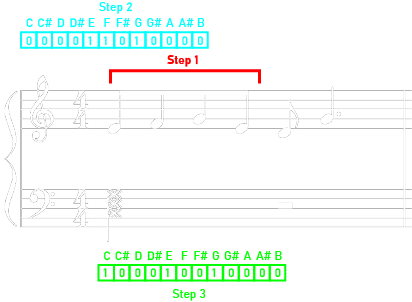 Step 2
C C# D D# E F F# G G# A A# B
0 0 0 0 1 1 0 1 0 0 0 0
Step 1
4 4
4 4
C C# D D# E F F# G G# A A# B
1 0 0 0 1 0 0 1 0 0 0 0
Step 3